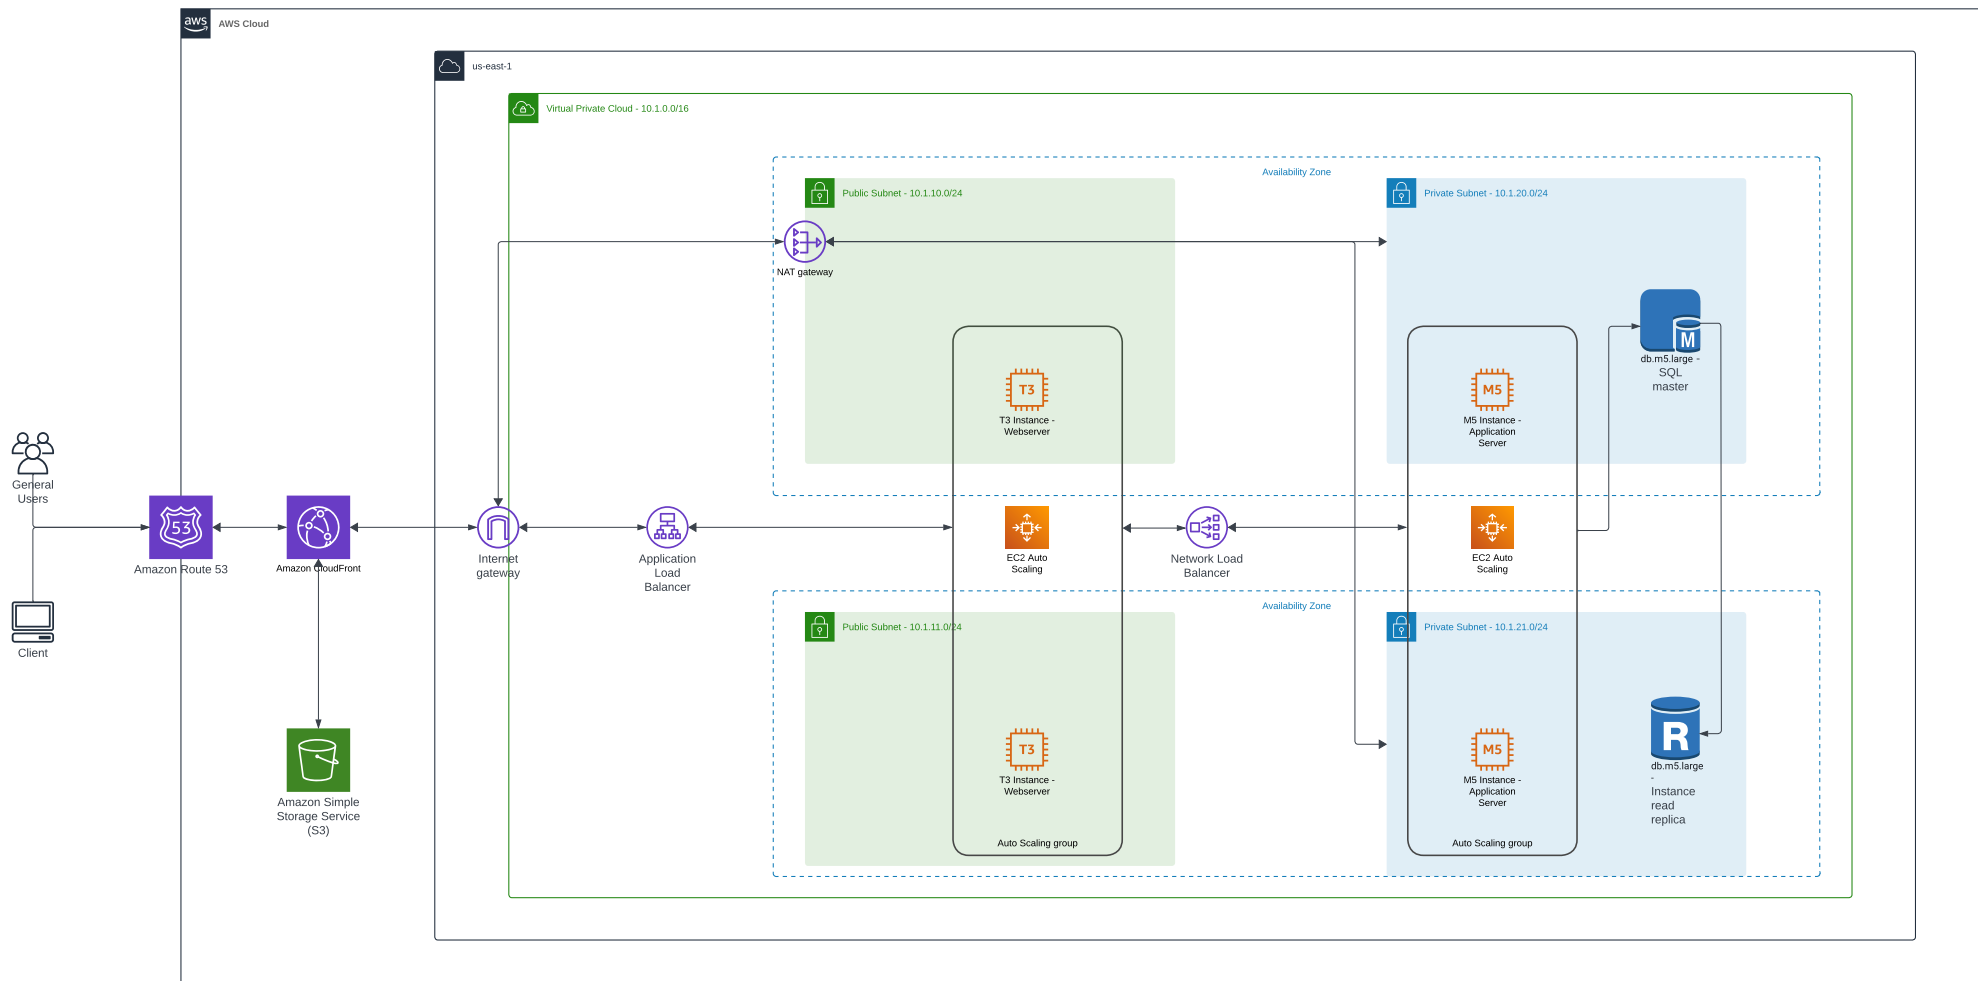 aws
AWS Cloud
us-east-1
Virtual Private Cloud - 10.1.0.0/16
Availability Zone
Public Subnet - 10.1.10.0/24
Private Subnet - 10.1.20.0/24
NAT gateway
M
db.m5.large -
SQL
master
T3
T3 Instance -
Webserver
M5
M5 Instance -
Application
Server
General
Users
53
Amazon Route 53
Amazon CloudFront
Internet
gateway
Application
Load
Balancer
EC2 Auto
Scaling
Network Load
Balancer
EC2 Auto
Scaling
Client
Availability Zone
Public Subnet - 10.1.11.0/24
Private Subnet - 10.1.21.0/24
T3
T3 Instance -
Webserver
M5
M5 Instance -
Application
Server
R
db.m5.large
-
Instance
read
replica
Amazon Simple
Storage Service
(S3)
Auto Scaling group
Auto Scaling group